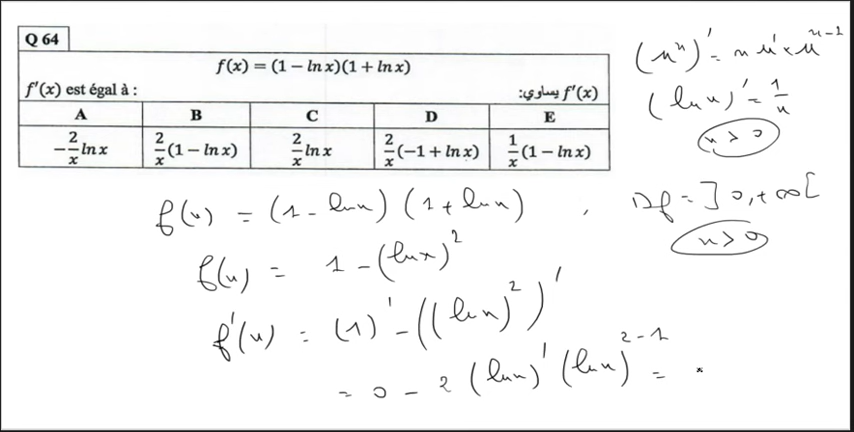 Q 64
f(x) = (1 − ln x)(1 + ln x)
f′(x) est égal à : f′(x) يساوي:
A B C D E
−2/x ln x 2/x (1 − ln x) 2/x ln x 2/x (−1 + ln x) 1/x (1 − ln x)
(uⁿ)′ = n u′ × uⁿ⁻¹
(ln x)′ = 1/x
x > 0
f(x) = (1 − ln x)(1 + ln x) , Df = ]0, +∞[
x > 0
f(x) = 1 − (ln x)²
f′(x) = (1)′ − ((ln x)²)′
= 0 − 2 (ln x)′ (ln x)²⁻¹ =